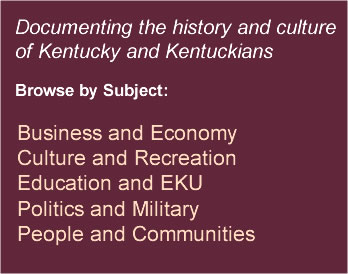 Documenting the history and culture
of Kentucky and Kentuckians
Browse by Subject:
Business and Economy
Culture and Recreation
Education and EKU
Politics and Military
People and Communities